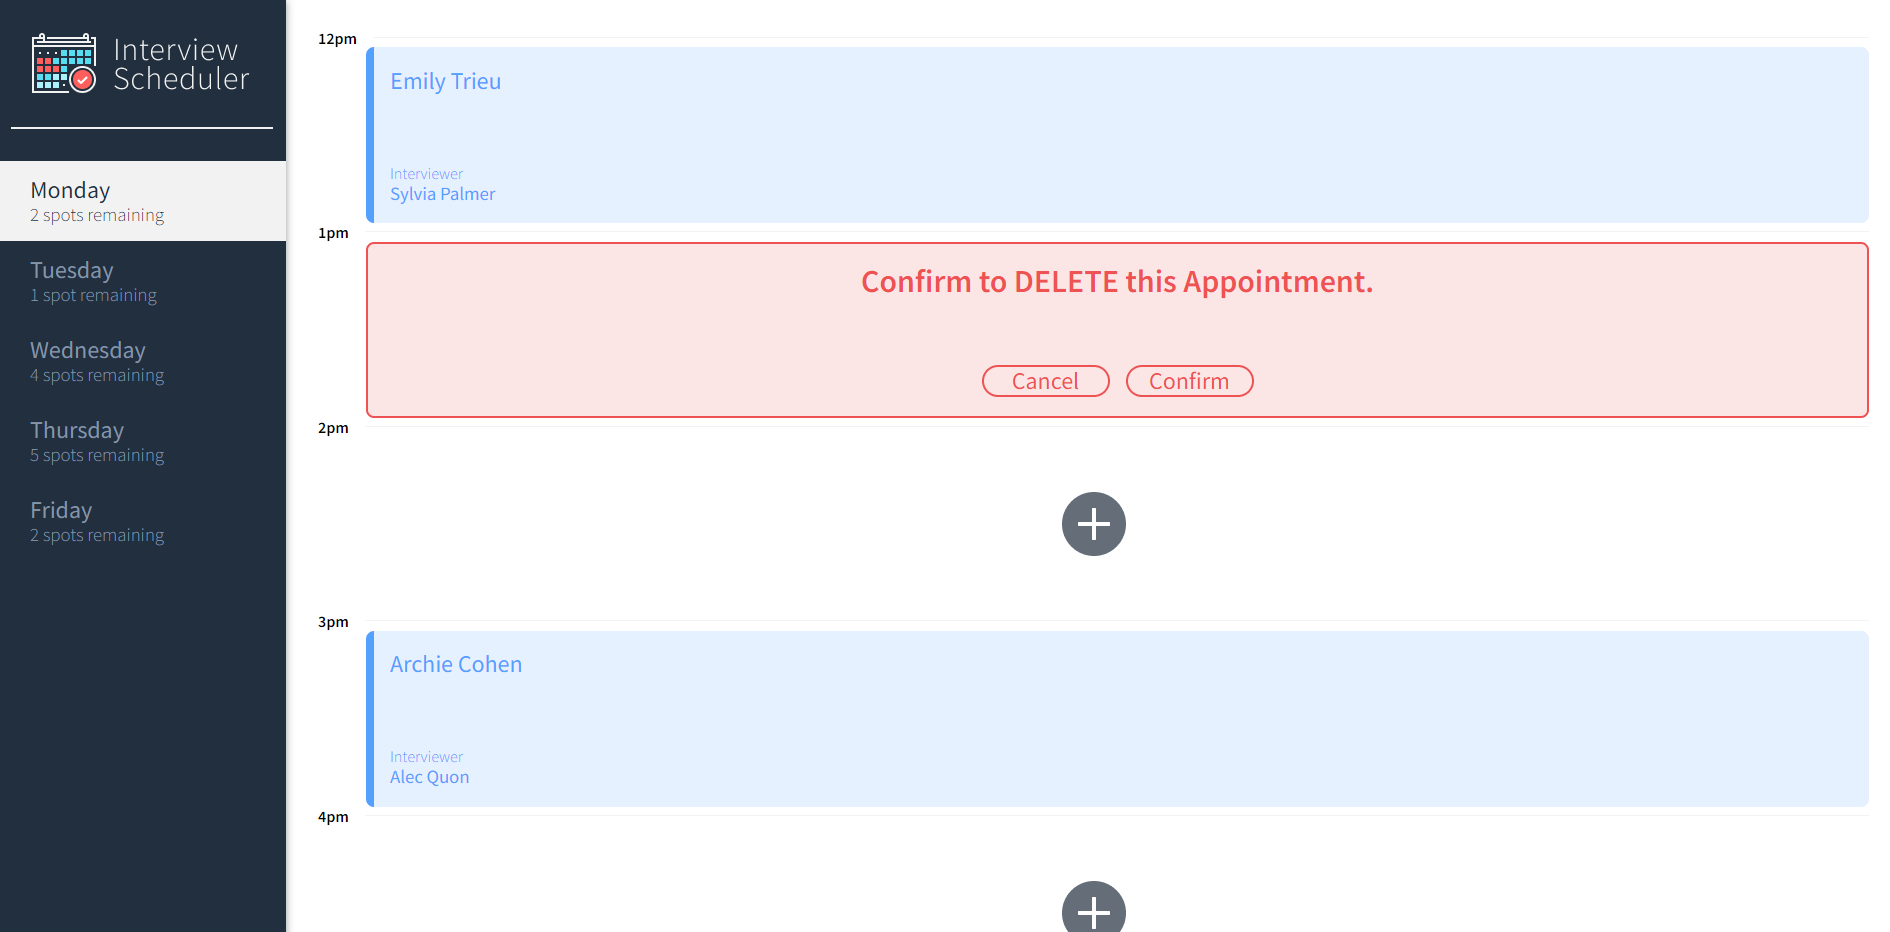 Interview
Scheduler
Monday
2 spots remaining
Tuesday
1 spot remaining
Wednesday
4 spots remaining
Thursday
5 spots remaining
Friday
2 spots remaining
12pm
Emily Trieu
Interviewer
Sylvia Palmer
1pm
Confirm to DELETE this Appointment.
Cancel Confirm
2pm
3pm
Archie Cohen
Interviewer
Alec Quon
4pm